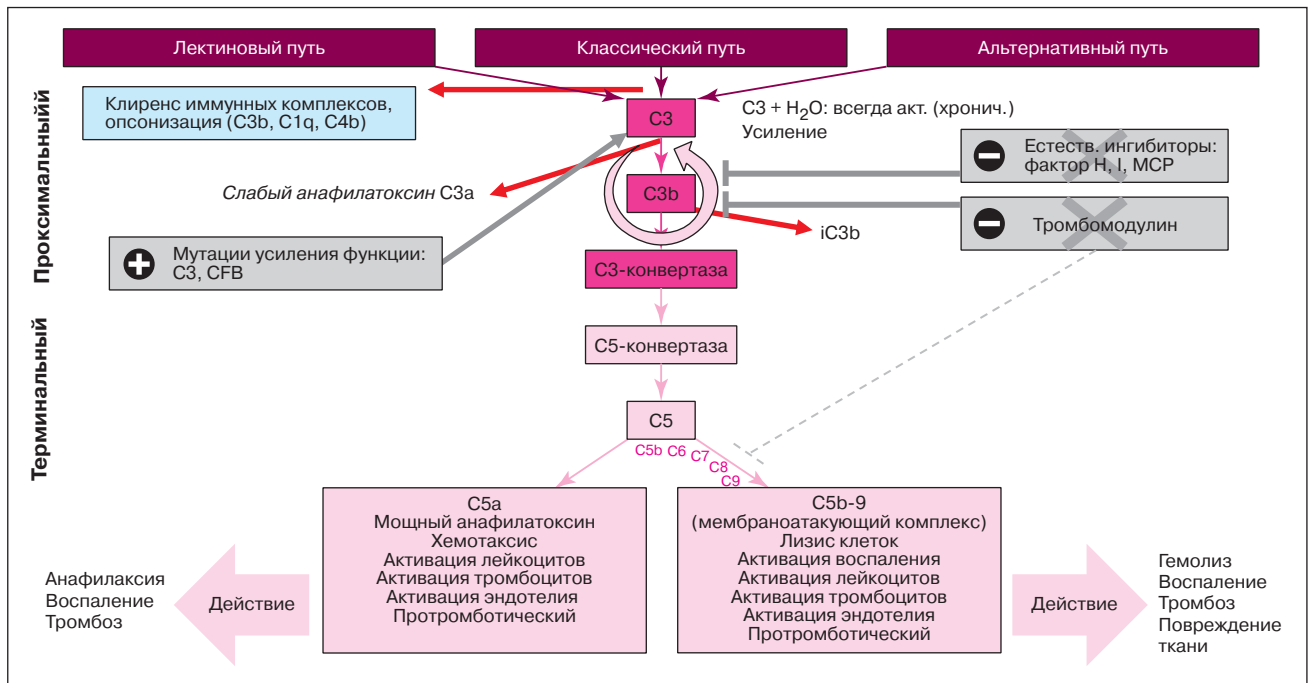 Лектиновый путь
Классический путь
Альтернативный путь
Проксимальныйй
Клиренс иммунных комплексов,
опсонизация (C3b, C1q, C4b)
C3
C3 + H₂O: всегда акт. (хронич.)
Усиление
Естеств. ингибиторы:
фактор H, I, MCP
Слабый анафилатоксин C3a
C3b
Тромбомодулин
iC3b
Мутации усиления функции:
C3, CFB
C3-конвертаза
Терминальный
C5-конвертаза
C5
C5b C6 C7
C8
C9
C5a
Мощный анафилатоксин
Хемотаксис
Активация лейкоцитов
Активация тромбоцитов
Активация эндотелия
Протромботический
C5b-9
(мембраноатакующий комплекс)
Лизис клеток
Активация воспаления
Активация лейкоцитов
Активация тромбоцитов
Активация эндотелия
Протромботический
Анафилаксия
Воспаление
Тромбоз
Действие
Действие
Гемолиз
Воспаление
Тромбоз
Повреждение
ткани